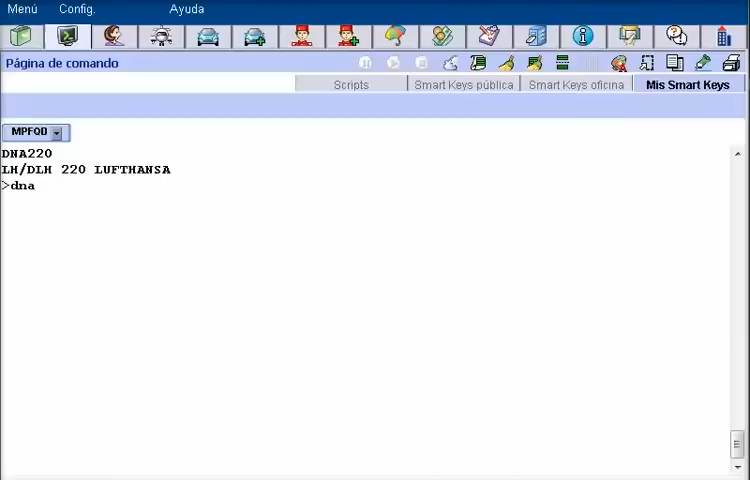 Menú Config. Ayuda
Página de comando
Scripts Smart Keys pública Smart Keys oficina Mis Smart Keys
MPFQD
DNA220
LH/DLH 220 LUFTHANSA
>dna